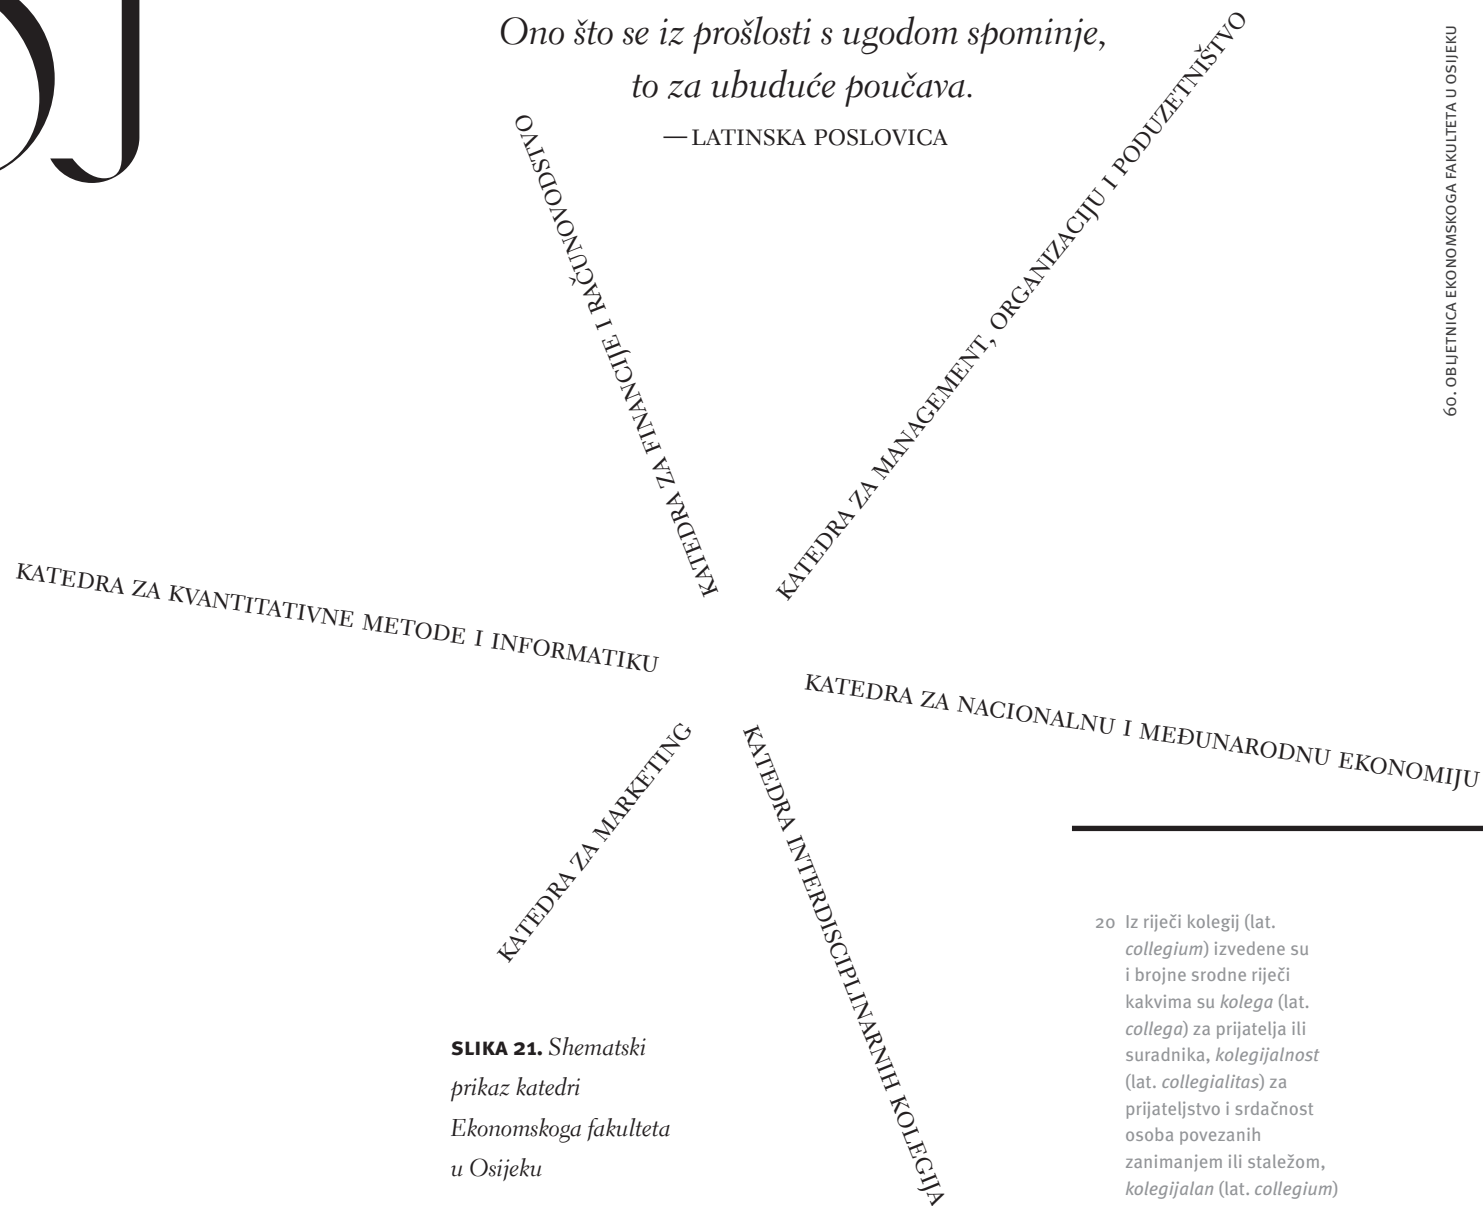 OJ
Ono što se iz prošlosti s ugodom spominje,
to za ubuduće poučava.
—LATINSKA POSLOVICA
60. OBLJETNICA EKONOMSKOGA FAKULTETA U OSIJEKU
KATEDRA ZA FINANCIJE I RAČUNOVODSTVO
KATEDRA ZA MANAGEMENT, ORGANIZACIJU I PODUZETNIŠTVO
KATEDRA ZA KVANTITATIVNE METODE I INFORMATIKU
KATEDRA ZA NACIONALNU I MEĐUNARODNU EKONOMIJU
KATEDRA ZA MARKETING
KATEDRA INTERDISCIPLINARNIH KOLEGIJA
SLIKA 21. Shematski
prikaz katedri
Ekonomskoga fakulteta
u Osijeku
20 Iz riječi kolegij (lat.
collegium) izvedene su
i brojne srodne riječi
kakvima su kolega (lat.
collega) za prijatelja ili
suradnika, kolegijalnost
(lat. collegialitas) za
prijateljstvo i srdačnost
osoba povezanih
zanimanjem ili staležom,
kolegijalan (lat. collegium)